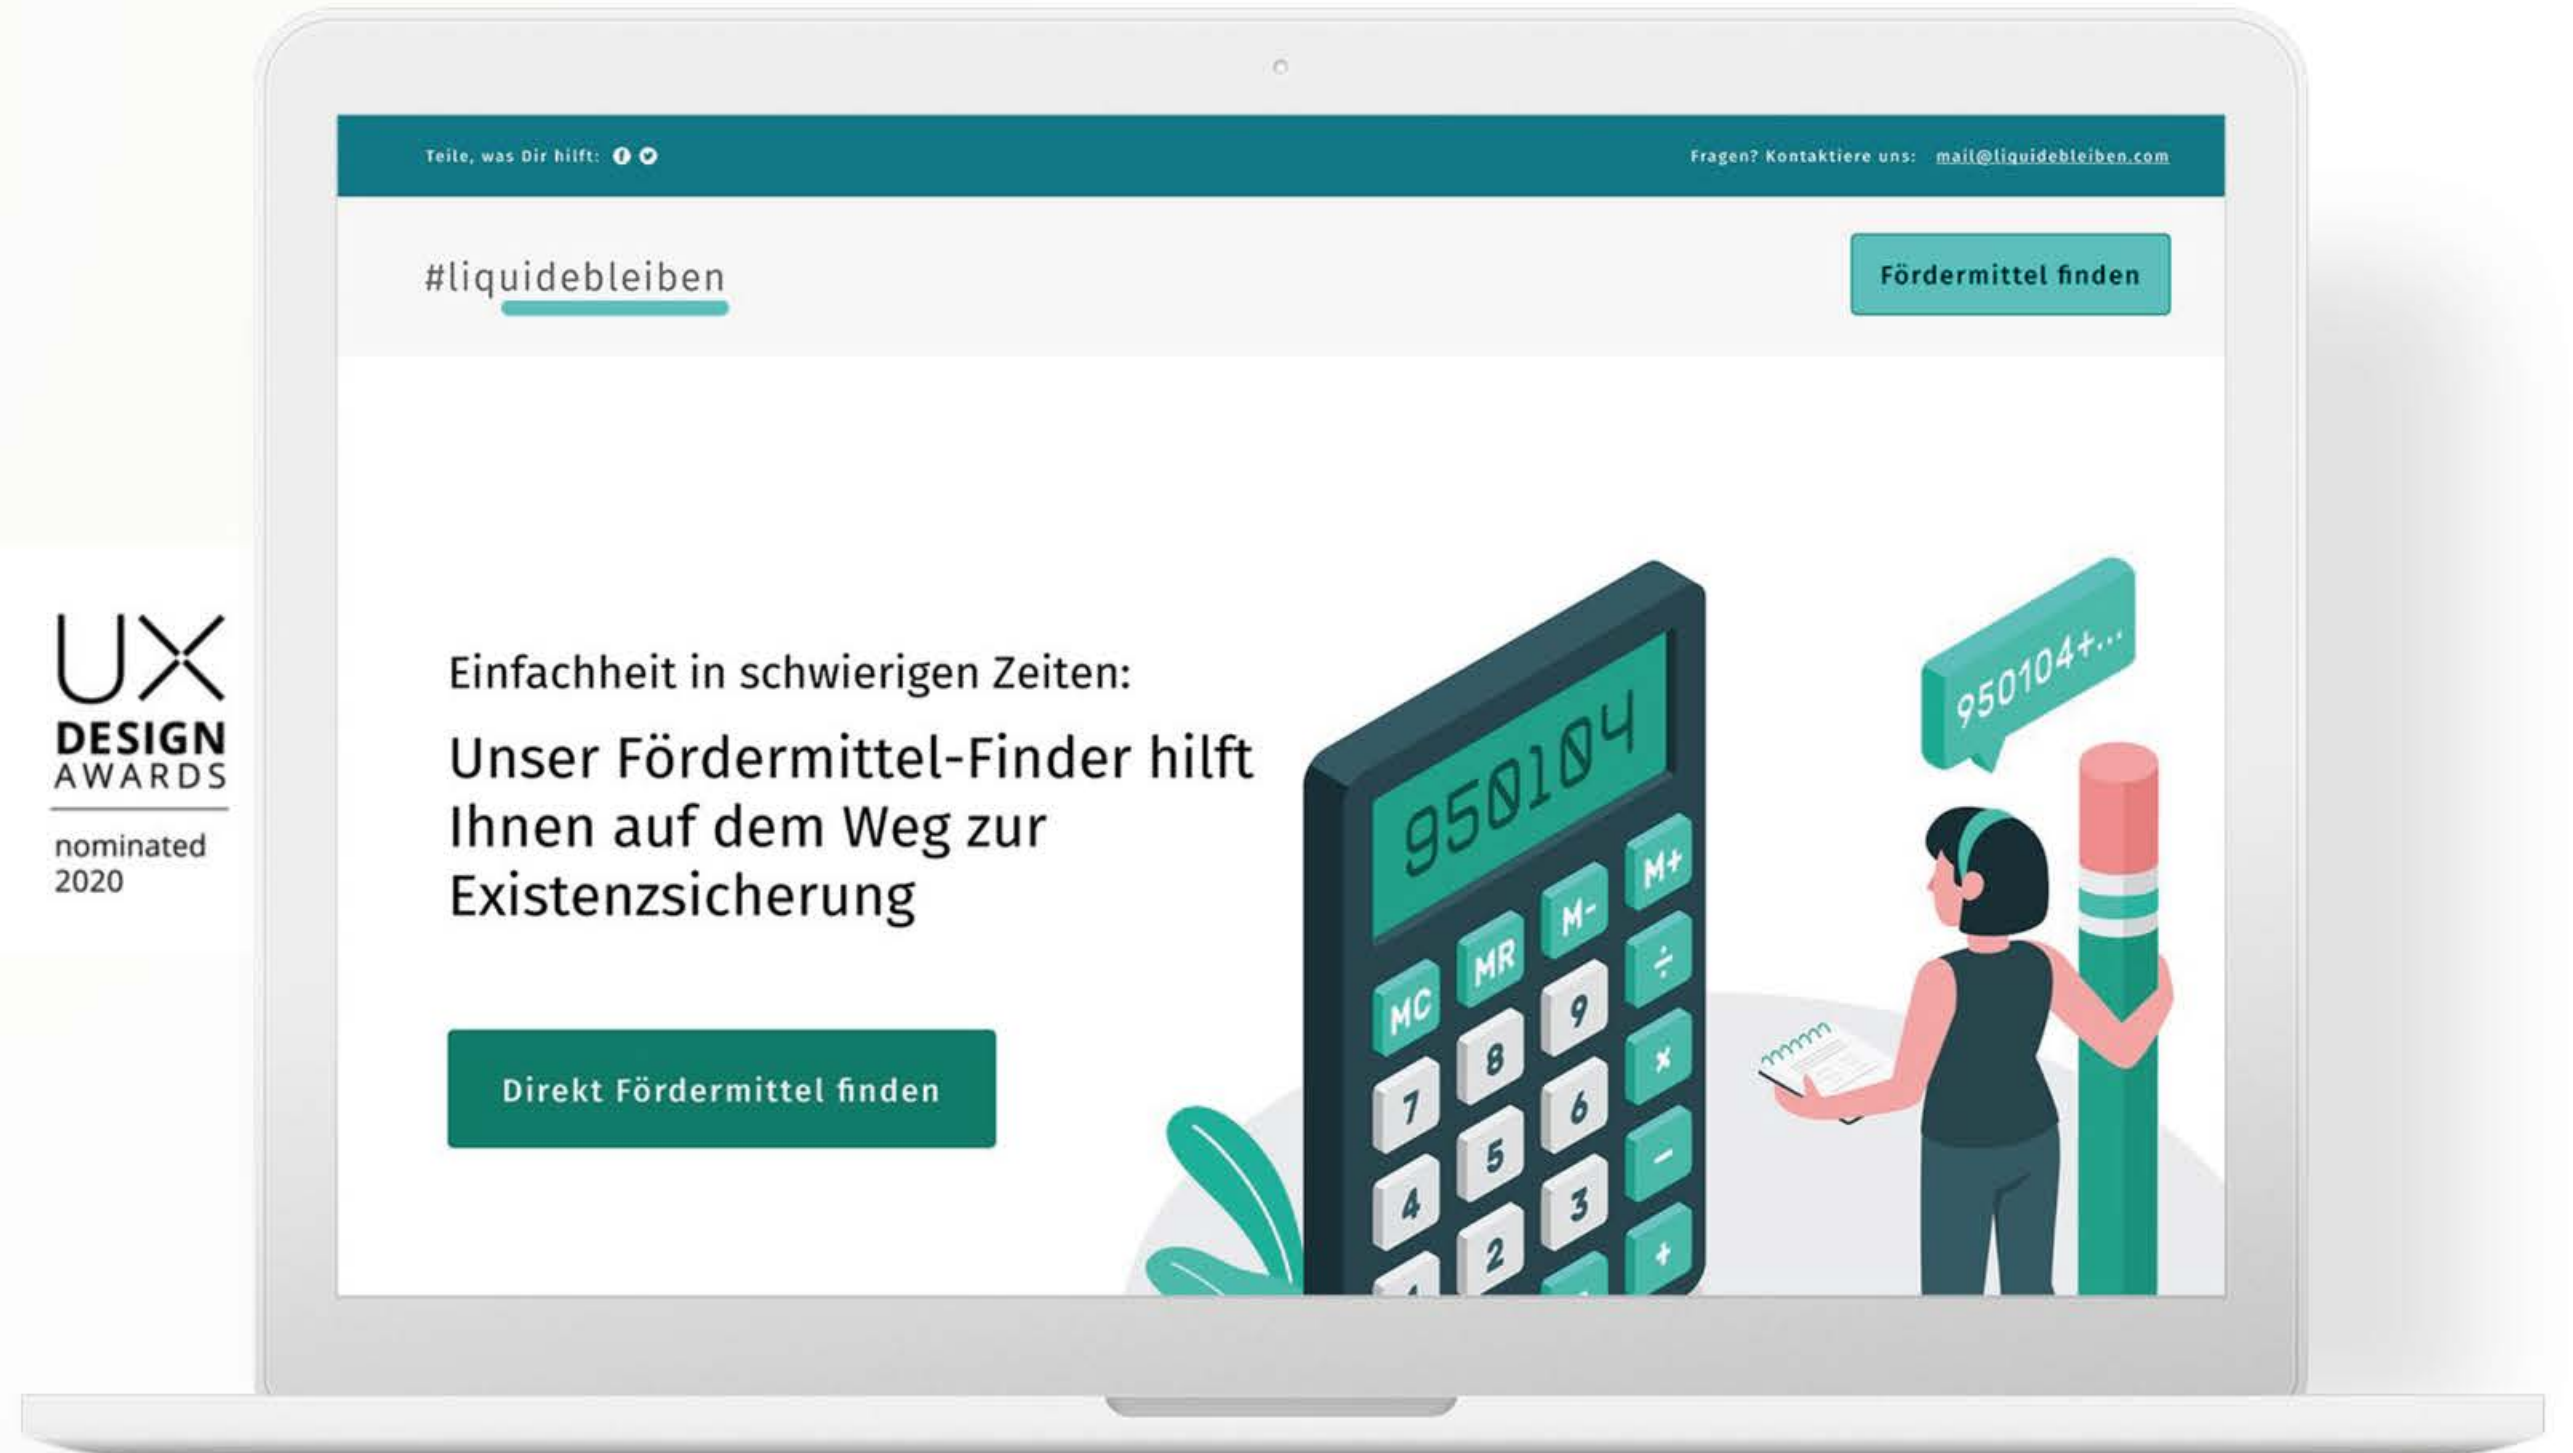 Teile, was Dir hilft:
Fragen? Kontaktiere uns: mail@liquidebleiben.com
#liquidebleiben
Fördermittel finden
UX
DESIGN
AWARDS
nominated
2020
Einfachheit in schwierigen Zeiten:
Unser Fördermittel-Finder hilft
Ihnen auf dem Weg zur
Existenzsicherung
Direkt Fördermittel finden
950104
950104+...
MC MR M- M+
7 8 9 ÷
4 5 6 ×
2 3 -
+